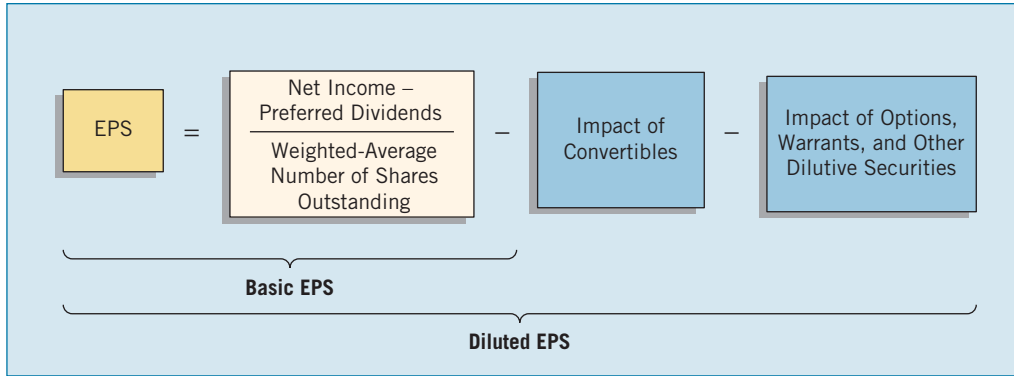 EPS
=
Net Income –
Preferred Dividends
Weighted-Average
Number of Shares
Outstanding
–
Impact of
Convertibles
–
Impact of Options,
Warrants, and Other
Dilutive Securities
Basic EPS
Diluted EPS